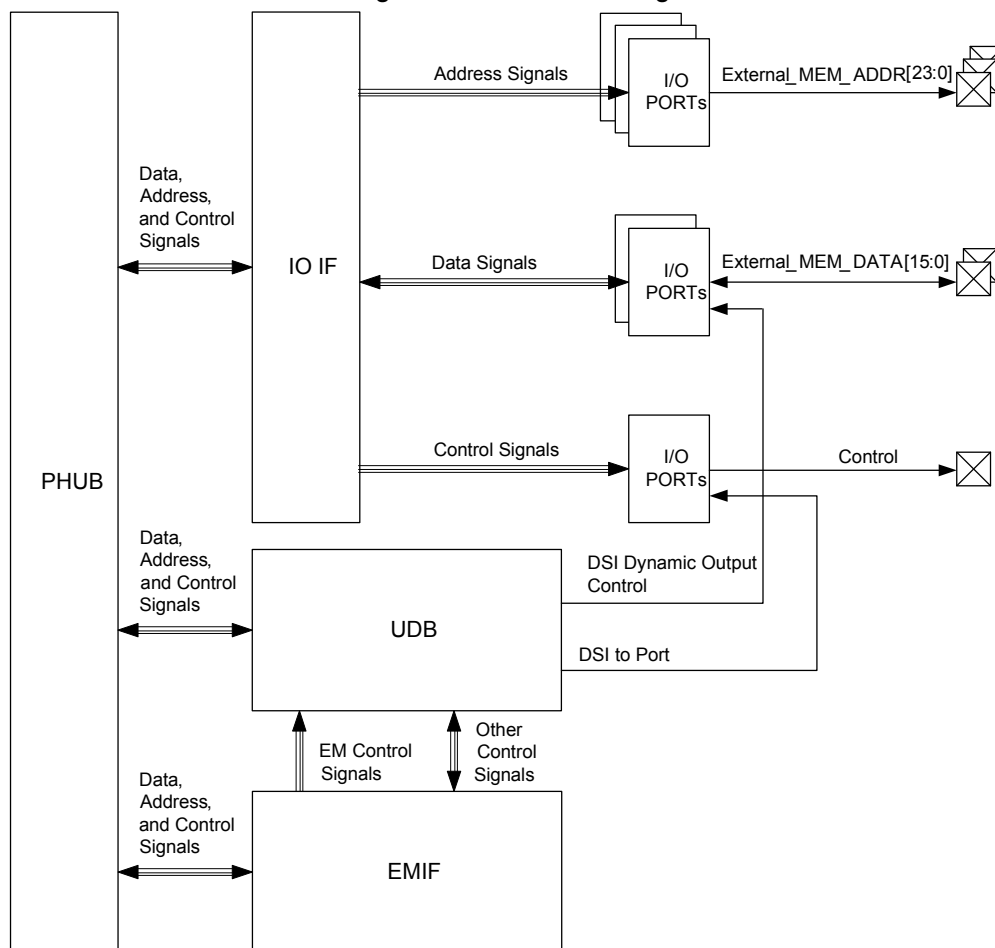 Address Signals
I/O
PORTs
External_MEM_ADDR[23:0]
Data,
Address,
and Control
Signals
IO IF
Data Signals
I/O
PORTs
External_MEM_DATA[15:0]
Control Signals
I/O
PORTs
Control
PHUB
Data,
Address,
and Control
Signals
UDB
DSI Dynamic Output
Control
DSI to Port
EM Control
Signals
Other
Control
Signals
Data,
Address,
and Control
Signals
EMIF